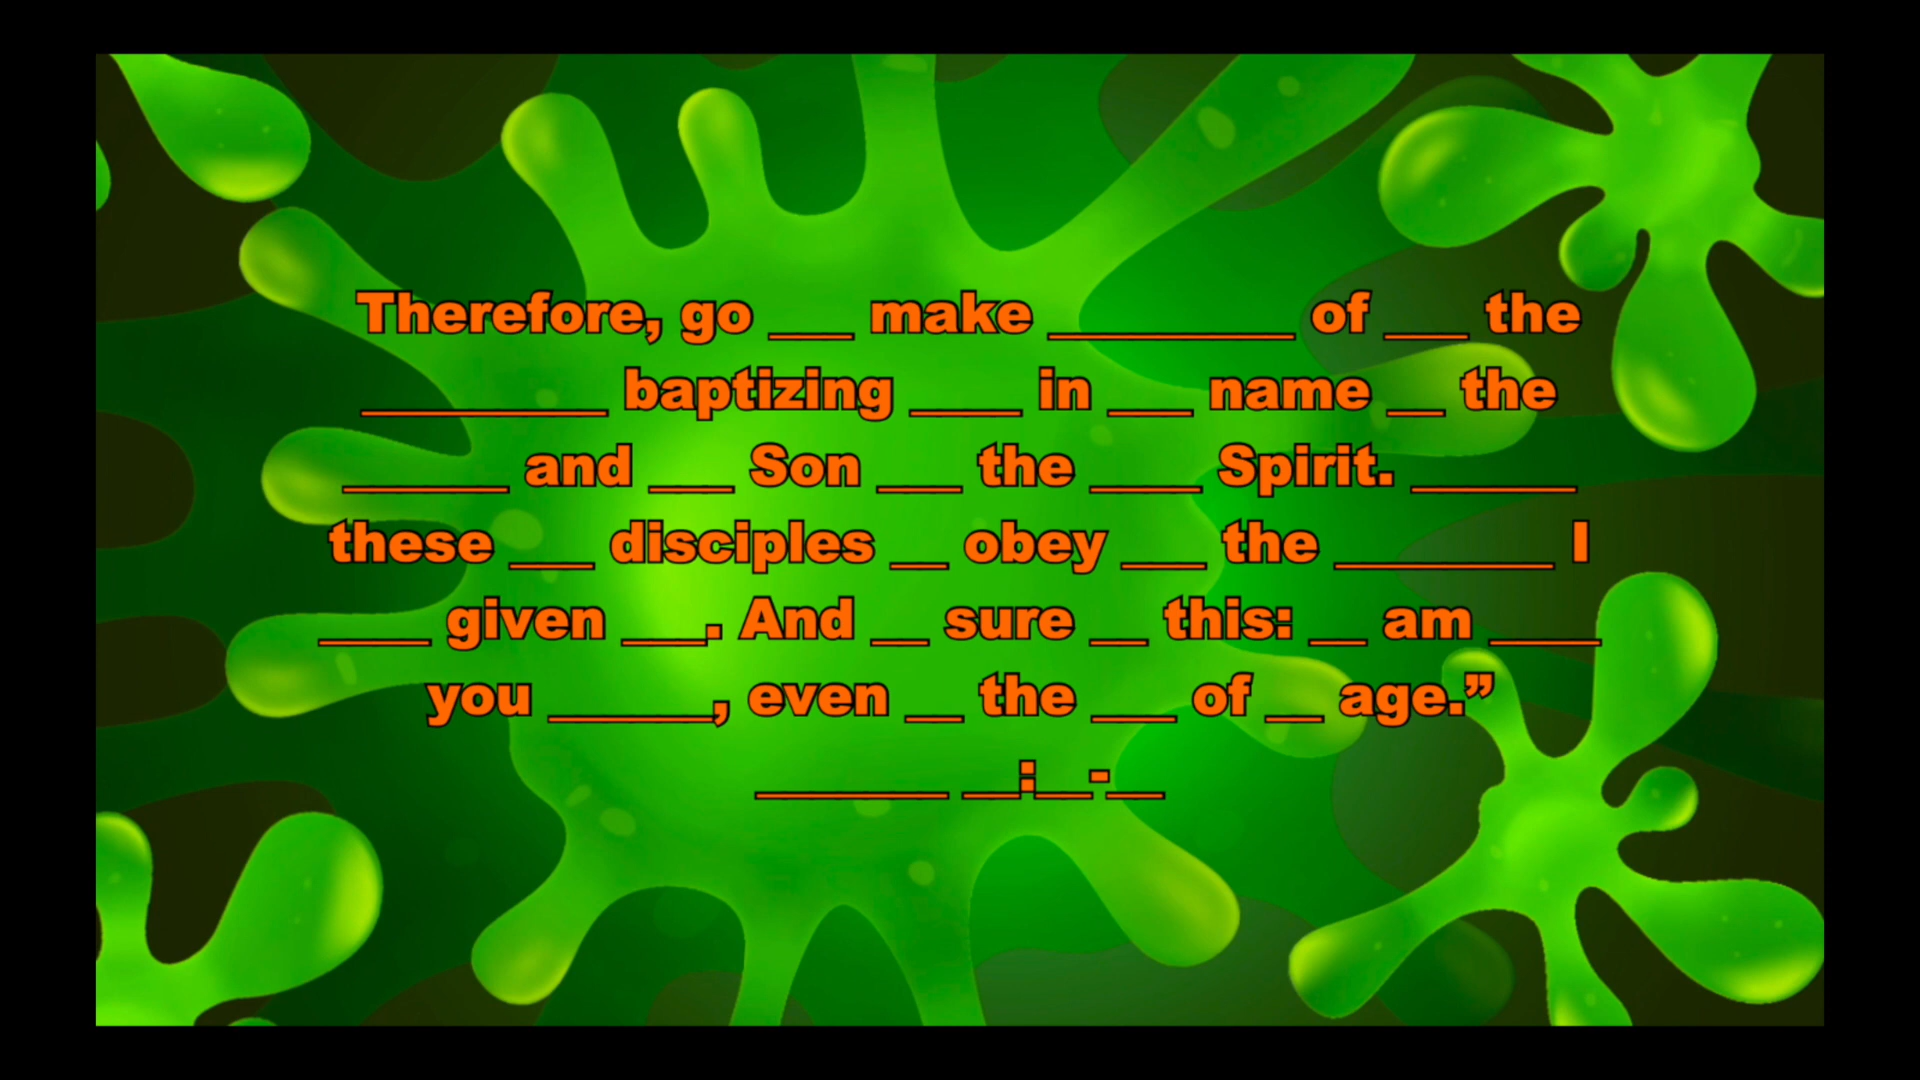 Therefore, go ___ make _________ of ___ the
_________ baptizing ____ in ___ name __ the
______ and ___ Son ___ the ____ Spirit. ______
these ___ disciples __ obey ___ the ________ I
____ given ___. And __ sure __ this: __ am ____
you ______, even __ the ___ of __ age.”
_______ __:__-__